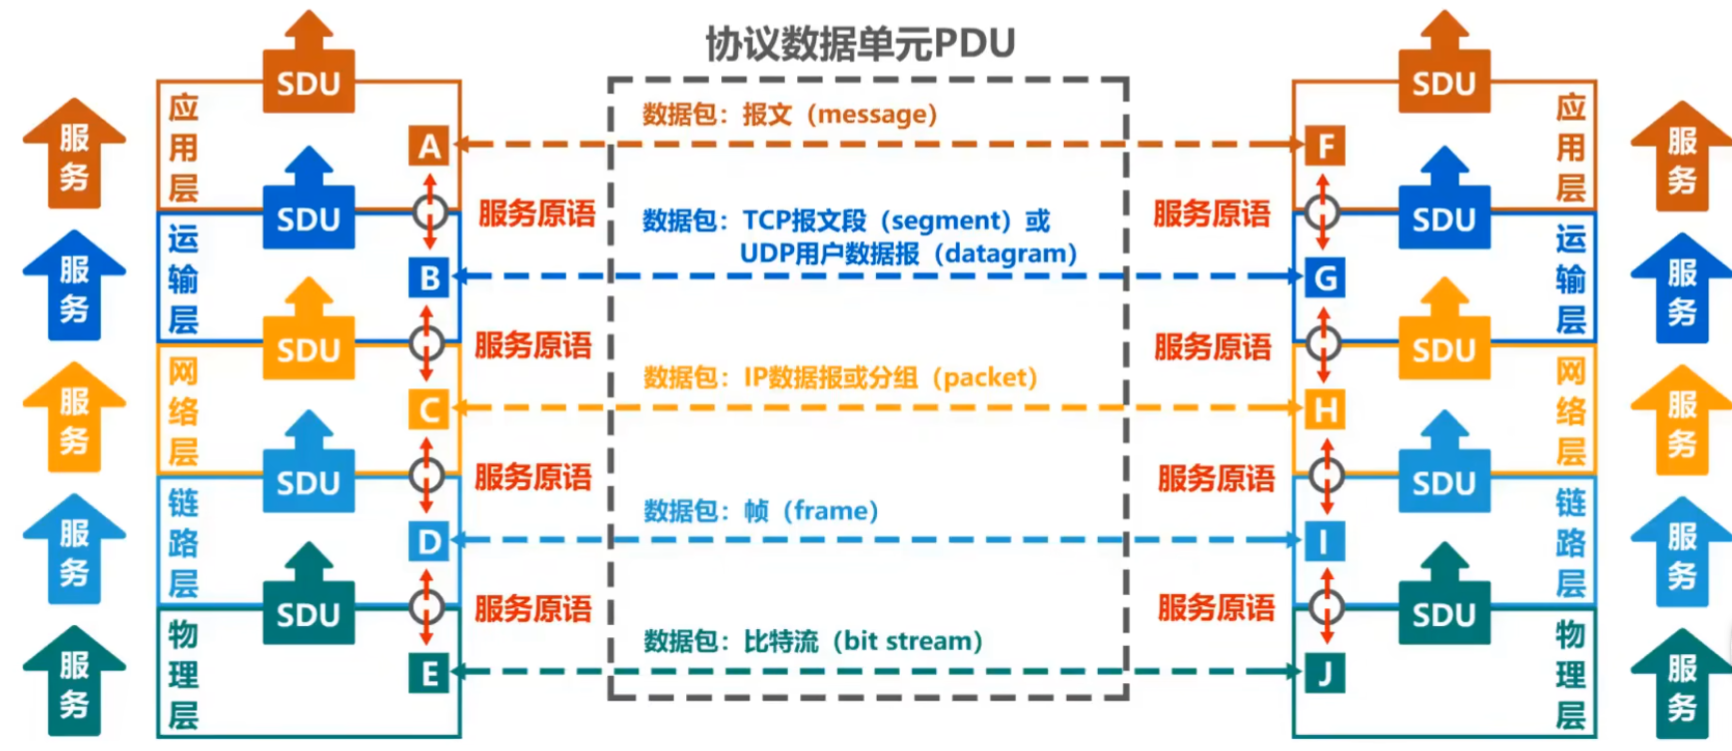 协议数据单元PDU
SDU
应用层
服务
A
数据包：报文（message）
F
SDU
应用层
服务
服务原语
服务原语
SDU
运输层
服务
B
数据包：TCP报文段（segment）或
UDP用户数据报（datagram）
G
SDU
运输层
服务
服务原语
服务原语
SDU
网络层
服务
C
数据包：IP数据报或分组（packet）
H
SDU
网络层
服务
服务原语
服务原语
SDU
链路层
服务
D
数据包：帧（frame）
I
SDU
链路层
服务
服务原语
服务原语
SDU
物理层
服务
E
数据包：比特流（bit stream）
J
SDU
物理层
服务